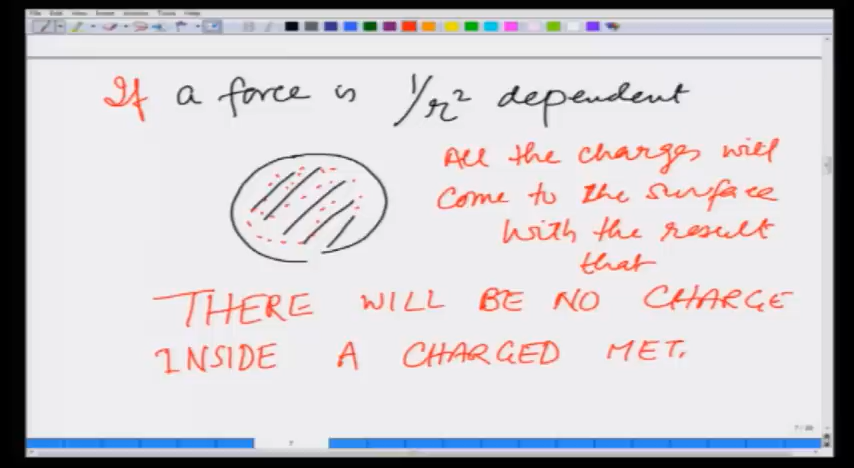 If a force is 1/r² dependent
All the charges will
come to the surface
with the result
that
THERE WILL BE NO CHARGE
INSIDE A CHARGED MET.